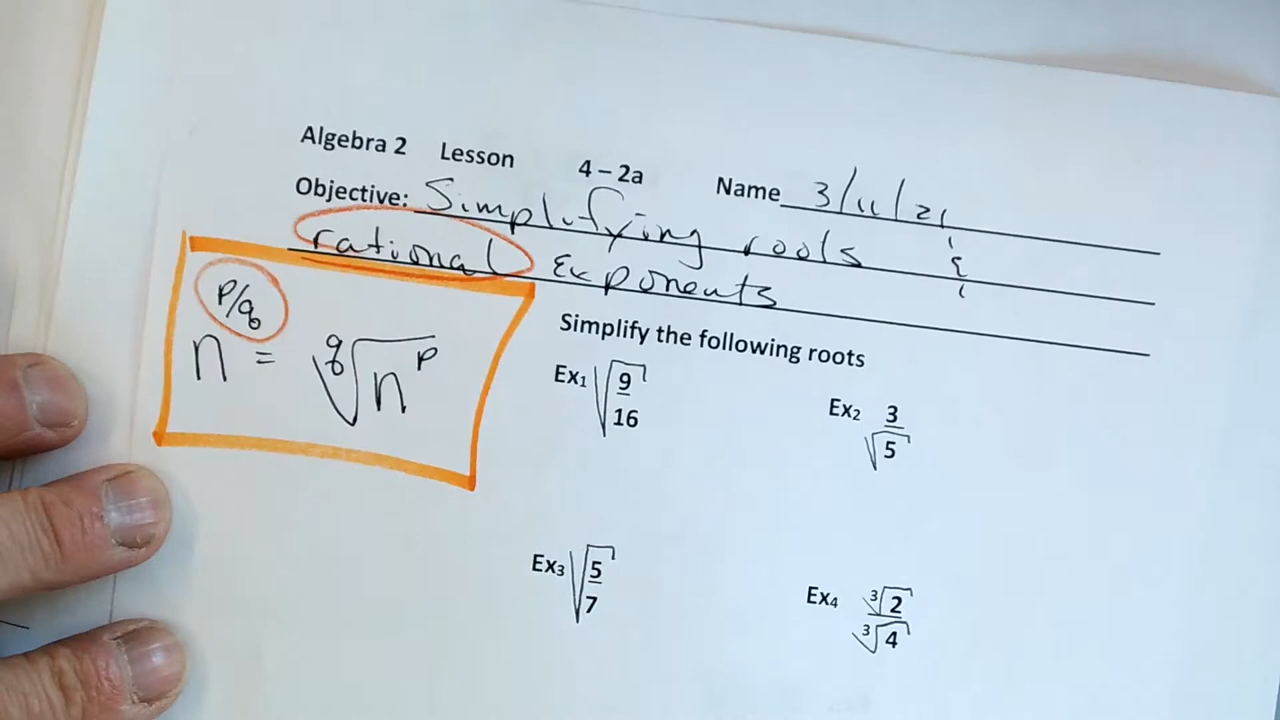 Algebra 2 Lesson 4 – 2a Name 3/11/21
Objective: Simplifying roots &
rational Exponents
n^p/q = q√n^p
Simplify the following roots
Ex1 √9/16
Ex2 3/√5
Ex3 √5/7
Ex4 ∛2/∛4